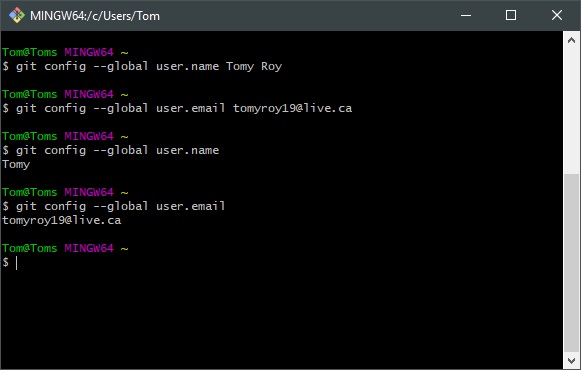 MINGW64:/c/Users/Tom
Tom@Toms MINGW64 ~
$ git config --global user.name Tomy Roy
Tom@Toms MINGW64 ~
$ git config --global user.email tomyroy19@live.ca
Tom@Toms MINGW64 ~
$ git config --global user.name
Tomy
Tom@Toms MINGW64 ~
$ git config --global user.email
tomyroy19@live.ca
Tom@Toms MINGW64 ~
$